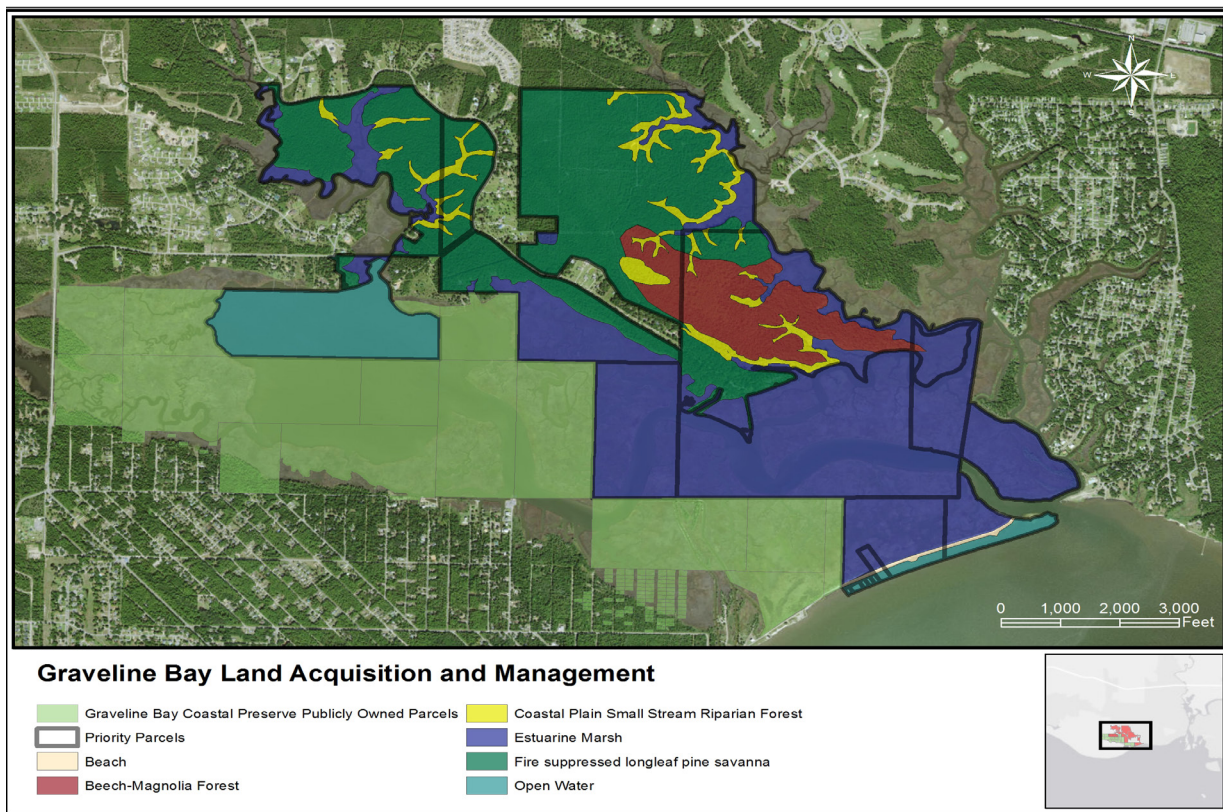 N
W E
S
0 1,000 2,000 3,000
Feet
Graveline Bay Land Acquisition and Management
Graveline Bay Coastal Preserve Publicly Owned Parcels
Priority Parcels
Beach
Beech-Magnolia Forest
Coastal Plain Small Stream Riparian Forest
Estuarine Marsh
Fire suppressed longleaf pine savanna
Open Water